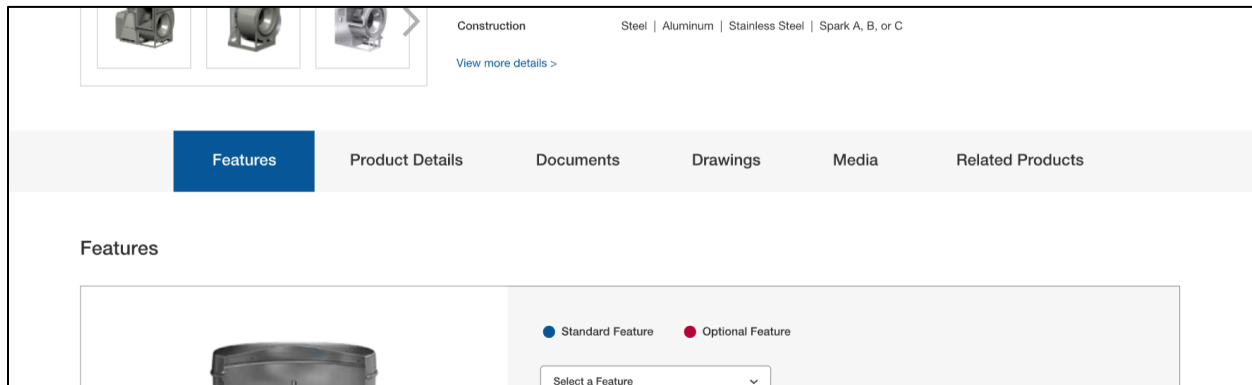 Construction Steel | Aluminum | Stainless Steel | Spark A, B, or C
View more details >
Features Product Details Documents Drawings Media Related Products
Features
Standard Feature Optional Feature
Select a Feature